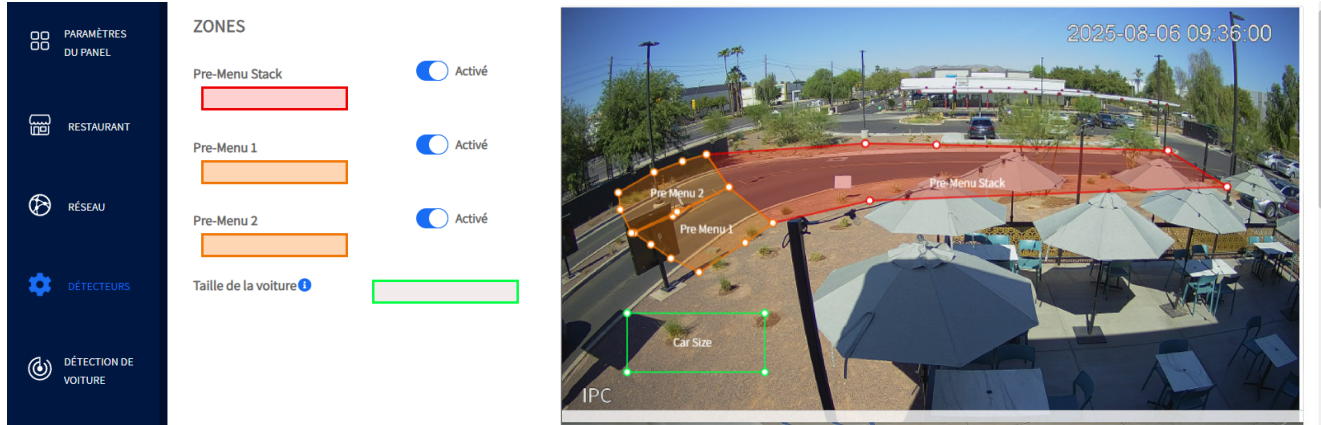 PARAMÈTRES
DU PANEL
RESTAURANT
RÉSEAU
DÉTECTEURS
DÉTECTION DE
VOITURE
ZONES
Pre-Menu Stack
Activé
Pre-Menu 1
Activé
Pre-Menu 2
Activé
Taille de la voiture
2025-08-06 09:36:00
Pre Menu 2
Pre-Menu Stack
Pre Menu 1
Car Size
IPC